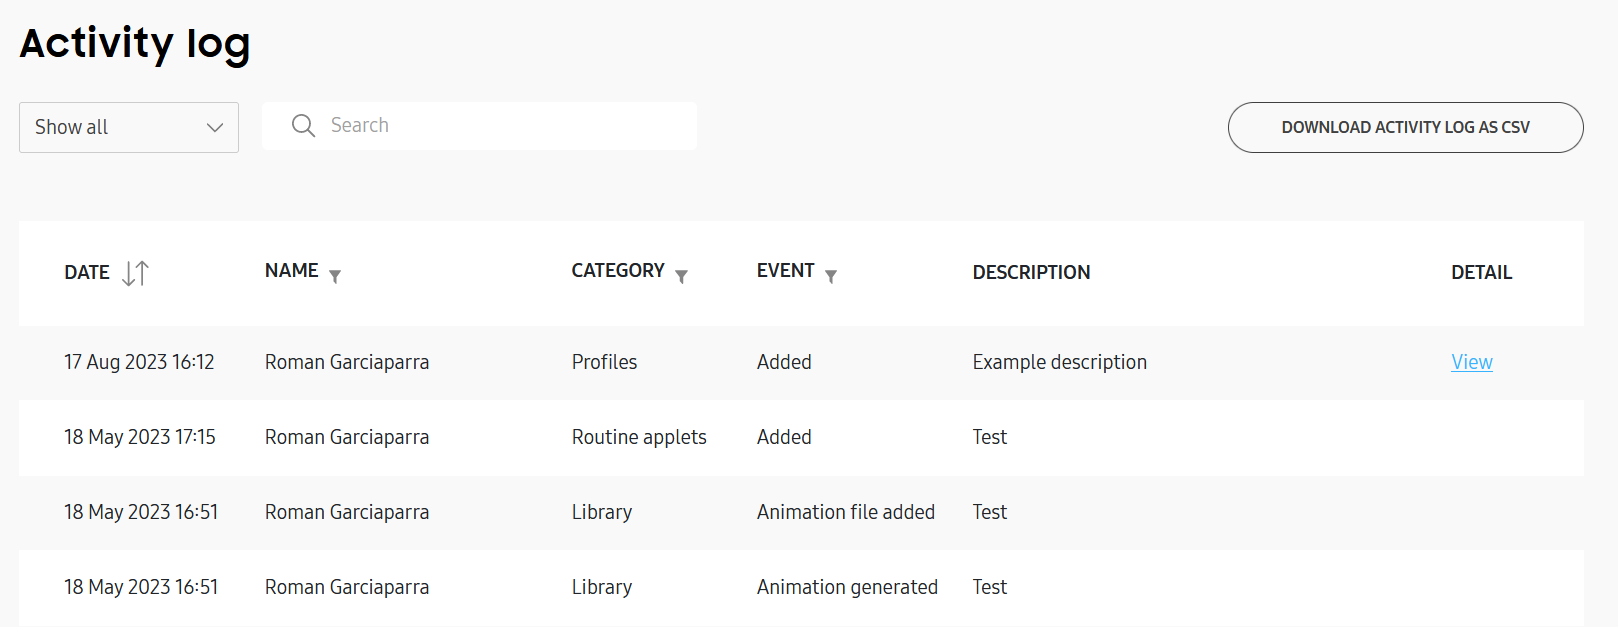 Activity log
Show all
Search
DOWNLOAD ACTIVITY LOG AS CSV
DATE NAME CATEGORY EVENT DESCRIPTION DETAIL
17 Aug 2023 16:12 Roman Garciaparra Profiles Added Example description View
18 May 2023 17:15 Roman Garciaparra Routine applets Added Test
18 May 2023 16:51 Roman Garciaparra Library Animation file added Test
18 May 2023 16:51 Roman Garciaparra Library Animation generated Test